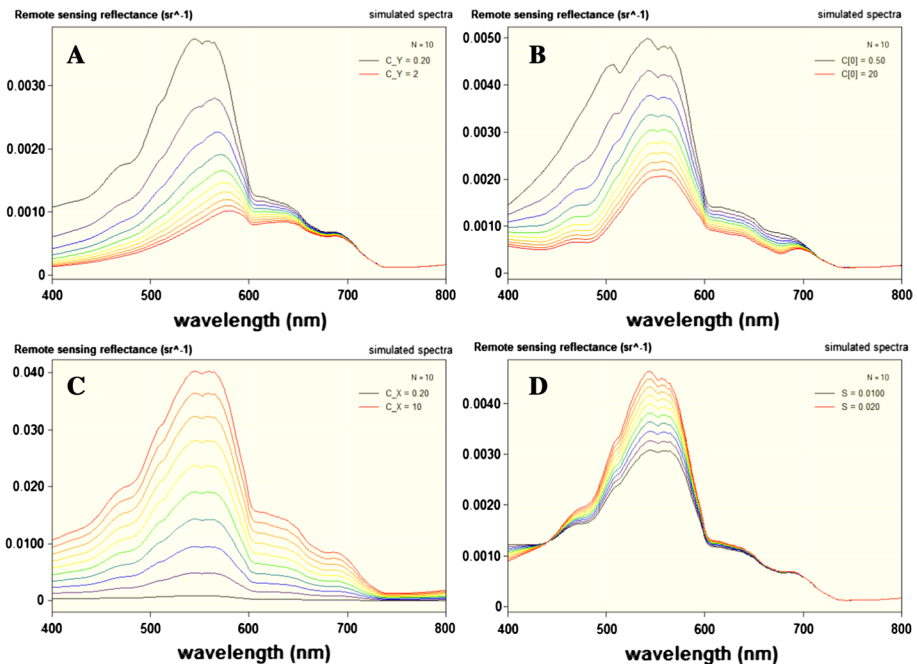 Remote sensing reflectance (sr^-1) simulated spectra
A
N = 10
C_Y = 0.20
C_Y = 2
0.0030
0.0020
0.0010
0
400 500 600 700 800
wavelength (nm)
Remote sensing reflectance (sr^-1) simulated spectra
B
N = 10
C[0] = 0.50
C[0] = 20
0.0050
0.0040
0.0030
0.0020
0.0010
0
400 500 600 700 800
wavelength (nm)
Remote sensing reflectance (sr^-1) simulated spectra
C
N = 10
C_X = 0.20
C_X = 10
0.040
0.030
0.020
0.0100
0
400 500 600 700 800
wavelength (nm)
Remote sensing reflectance (sr^-1) simulated spectra
D
N = 10
S = 0.0100
S = 0.020
0.0040
0.0030
0.0020
0.0010
0
400 500 600 700 800
wavelength (nm)